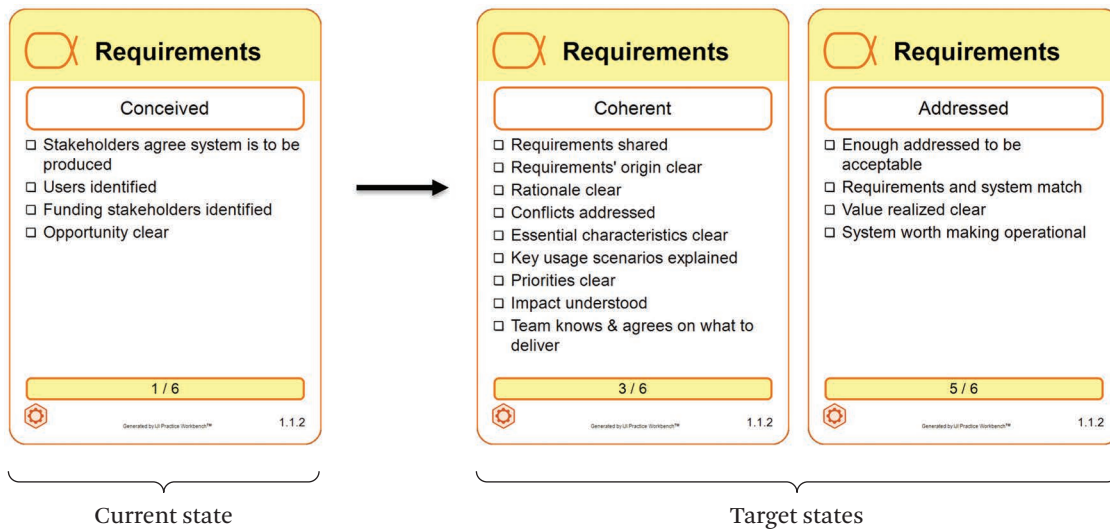 Requirements
Conceived
❑ Stakeholders agree system is to be
produced
❑ Users identified
❑ Funding stakeholders identified
❑ Opportunity clear
1 / 6
Generated by UI Practice Workbench™
1.1.2
Current state
Requirements
Coherent
❑ Requirements shared
❑ Requirements' origin clear
❑ Rationale clear
❑ Conflicts addressed
❑ Essential characteristics clear
❑ Key usage scenarios explained
❑ Priorities clear
❑ Impact understood
❑ Team knows & agrees on what to
deliver
3 / 6
Generated by UI Practice Workbench™
1.1.2
Requirements
Addressed
❑ Enough addressed to be
acceptable
❑ Requirements and system match
❑ Value realized clear
❑ System worth making operational
5 / 6
Generated by UI Practice Workbench™
1.1.2
Target states